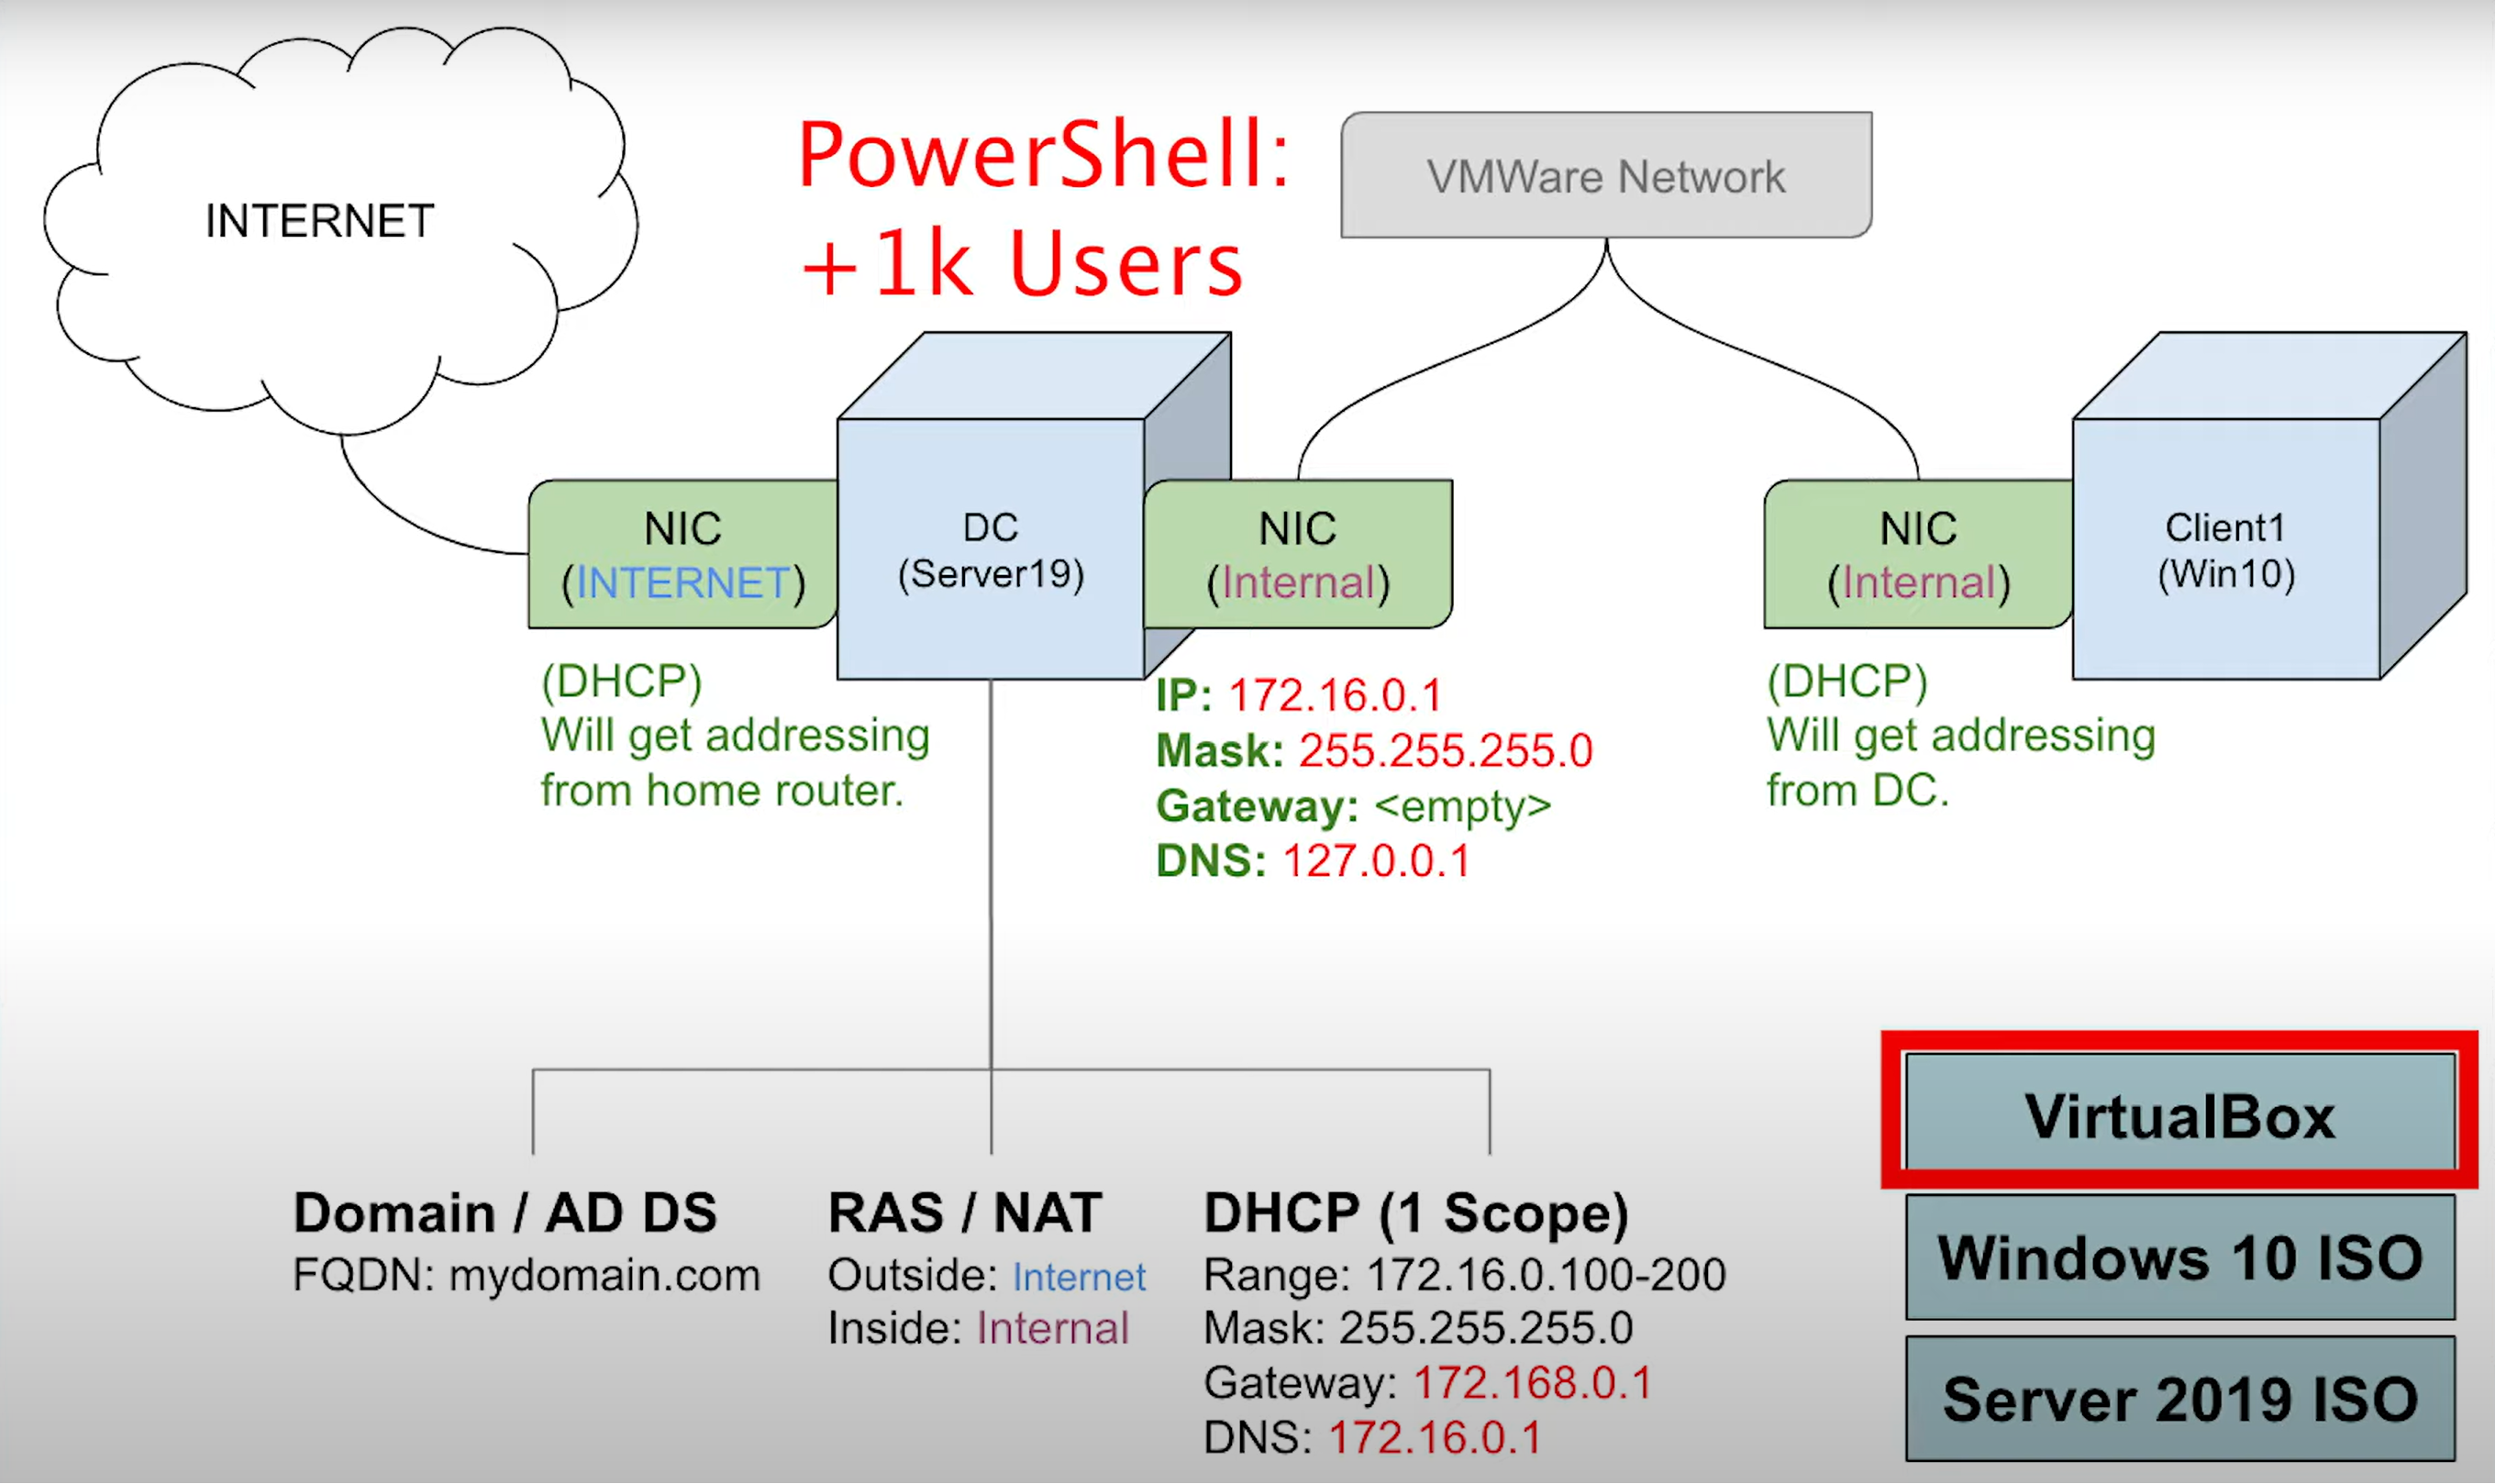 INTERNET
PowerShell:
+1k Users
VMWare Network
NIC
(INTERNET)
DC
(Server19)
NIC
(Internal)
NIC
(Internal)
Client1
(Win10)
(DHCP)
Will get addressing
from home router.
IP: 172.16.0.1
Mask: 255.255.255.0
Gateway: <empty>
DNS: 127.0.0.1
(DHCP)
Will get addressing
from DC.
Domain / AD DS
FQDN: mydomain.com
RAS / NAT
Outside: Internet
Inside: Internal
DHCP (1 Scope)
Range: 172.16.0.100-200
Mask: 255.255.255.0
Gateway: 172.168.0.1
DNS: 172.16.0.1
VirtualBox
Windows 10 ISO
Server 2019 ISO